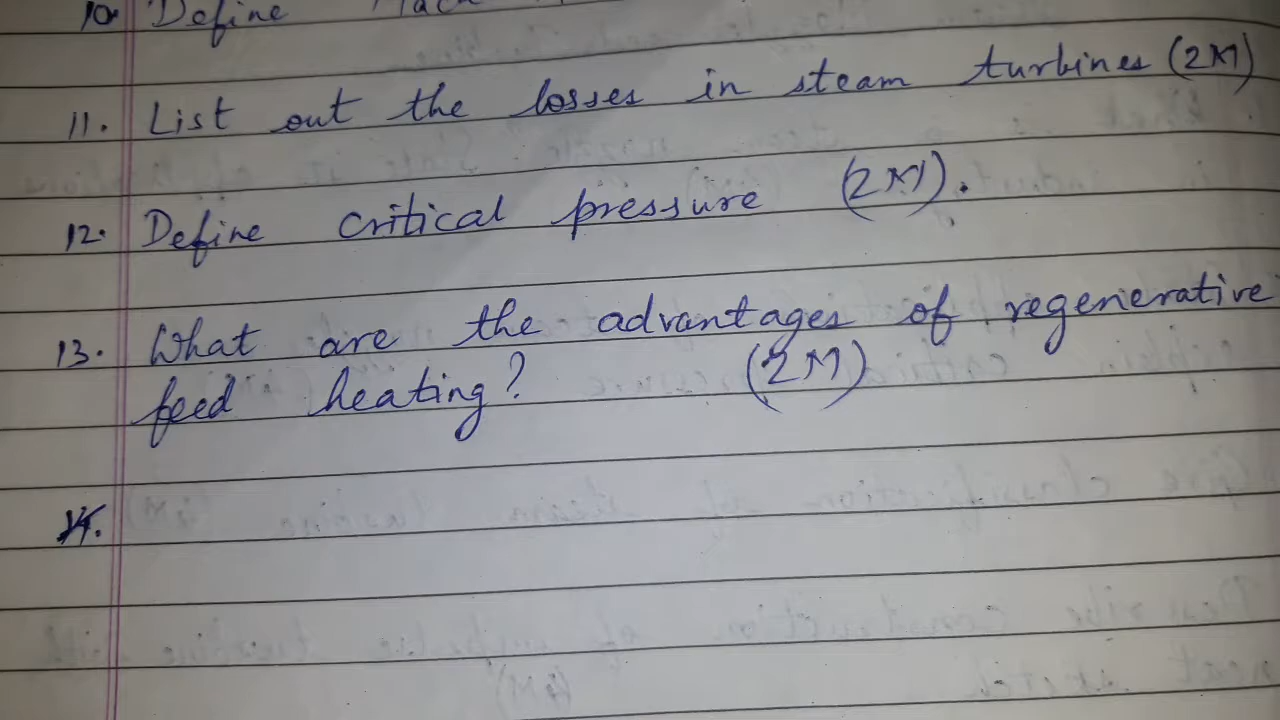 10. Define
11. List out the losses in steam turbines (2M)
12. Define critical pressure (2M).
13. What are the advantages of regenerative
feed heating? (2M)
14.